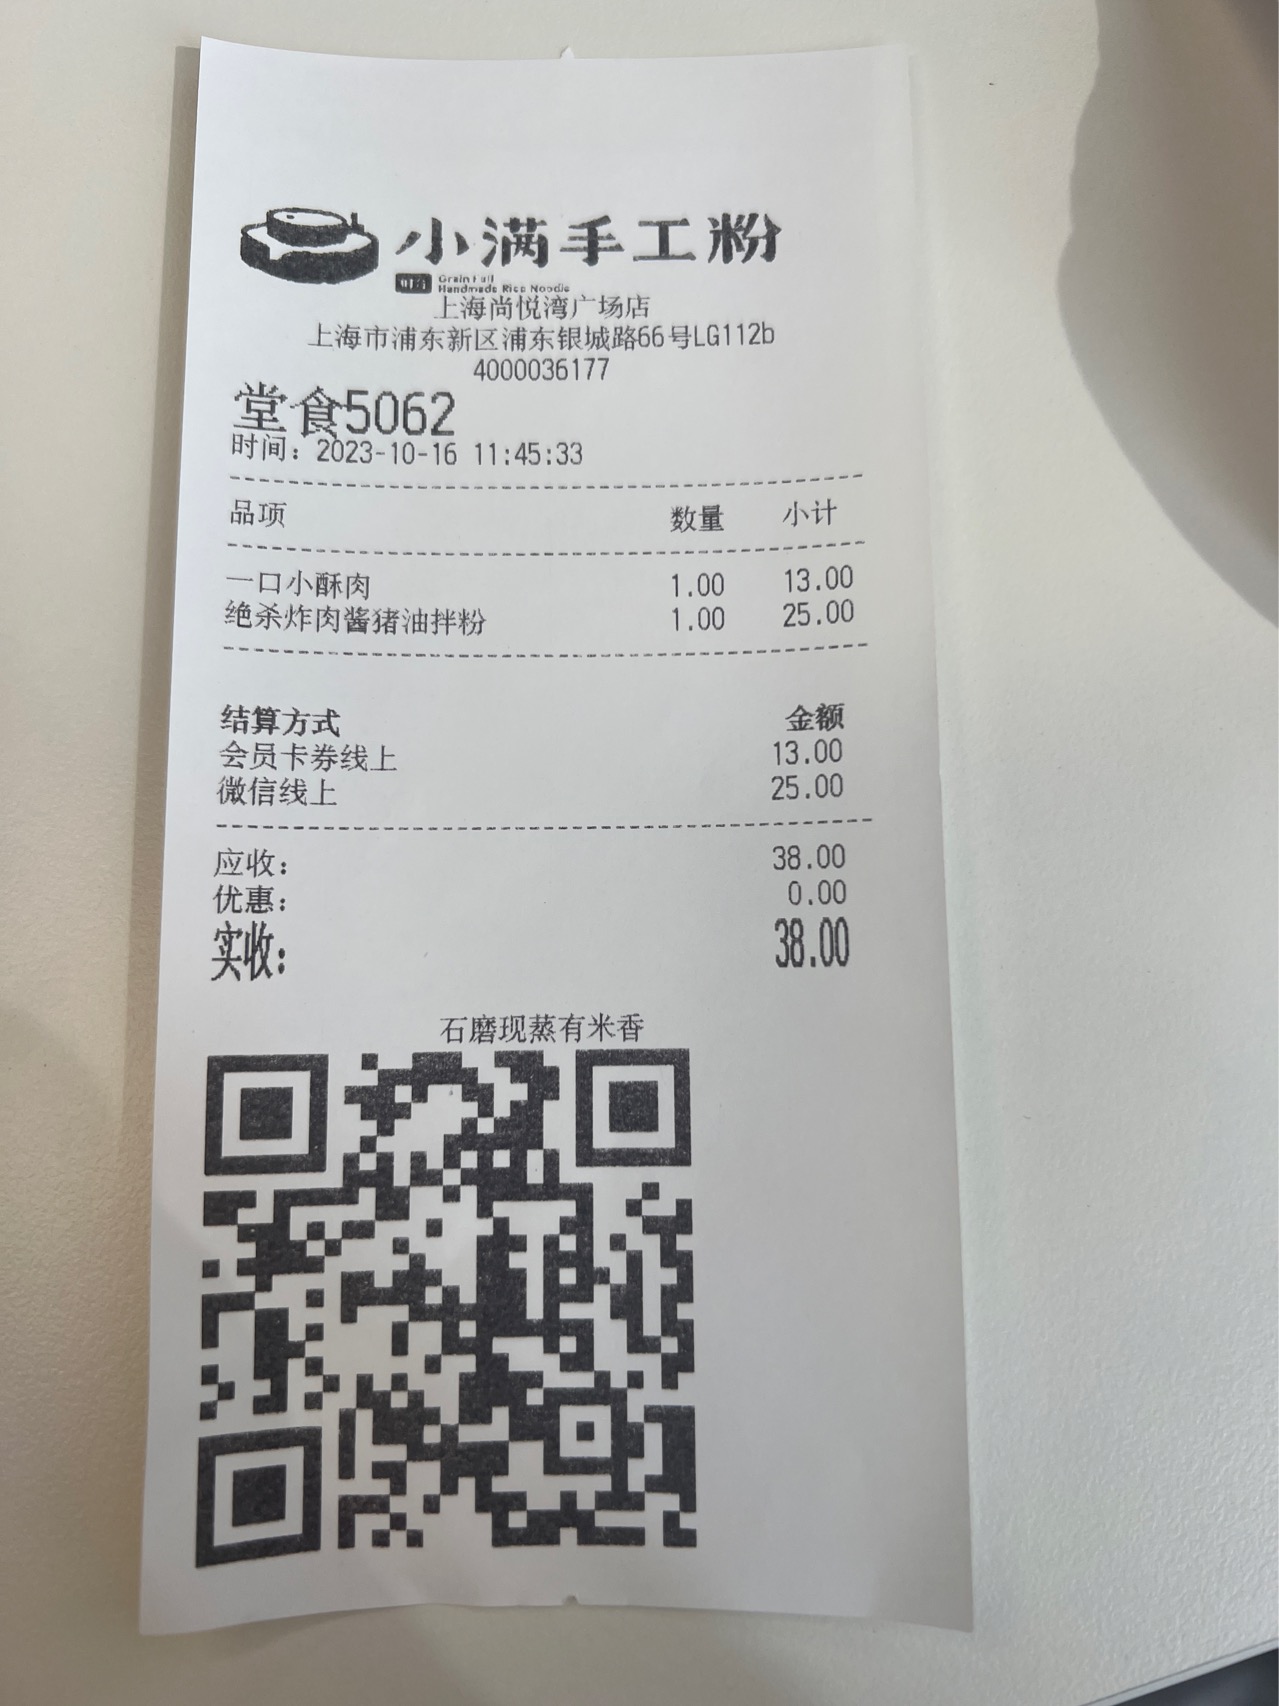 小满手工粉
Grain Full
Handmade Rice Noodle
上海尚悦湾广场店
上海市浦东新区浦东银城路66号LG112b
4000036177
堂食5062
时间：2023-10-16 11:45:33
品项 数量 小计
一口小酥肉 1.00 13.00
绝杀炸肉酱猪油拌粉 1.00 25.00
结算方式 金额
会员卡券线上 13.00
微信线上 25.00
应收： 38.00
优惠： 0.00
实收： 38.00
石磨现蒸有米香